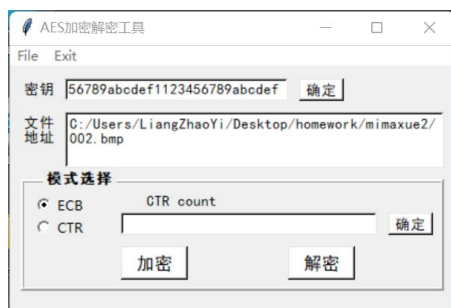 AES加密解密工具
File Exit
密钥 56789abcdef1123456789abcdef 确定
文件
地址
C:/Users/LiangZhaoYi/Desktop/homework/mimaxue2/
002.bmp
模式选择
ECB
CTR count
CTR
确定
加密 解密